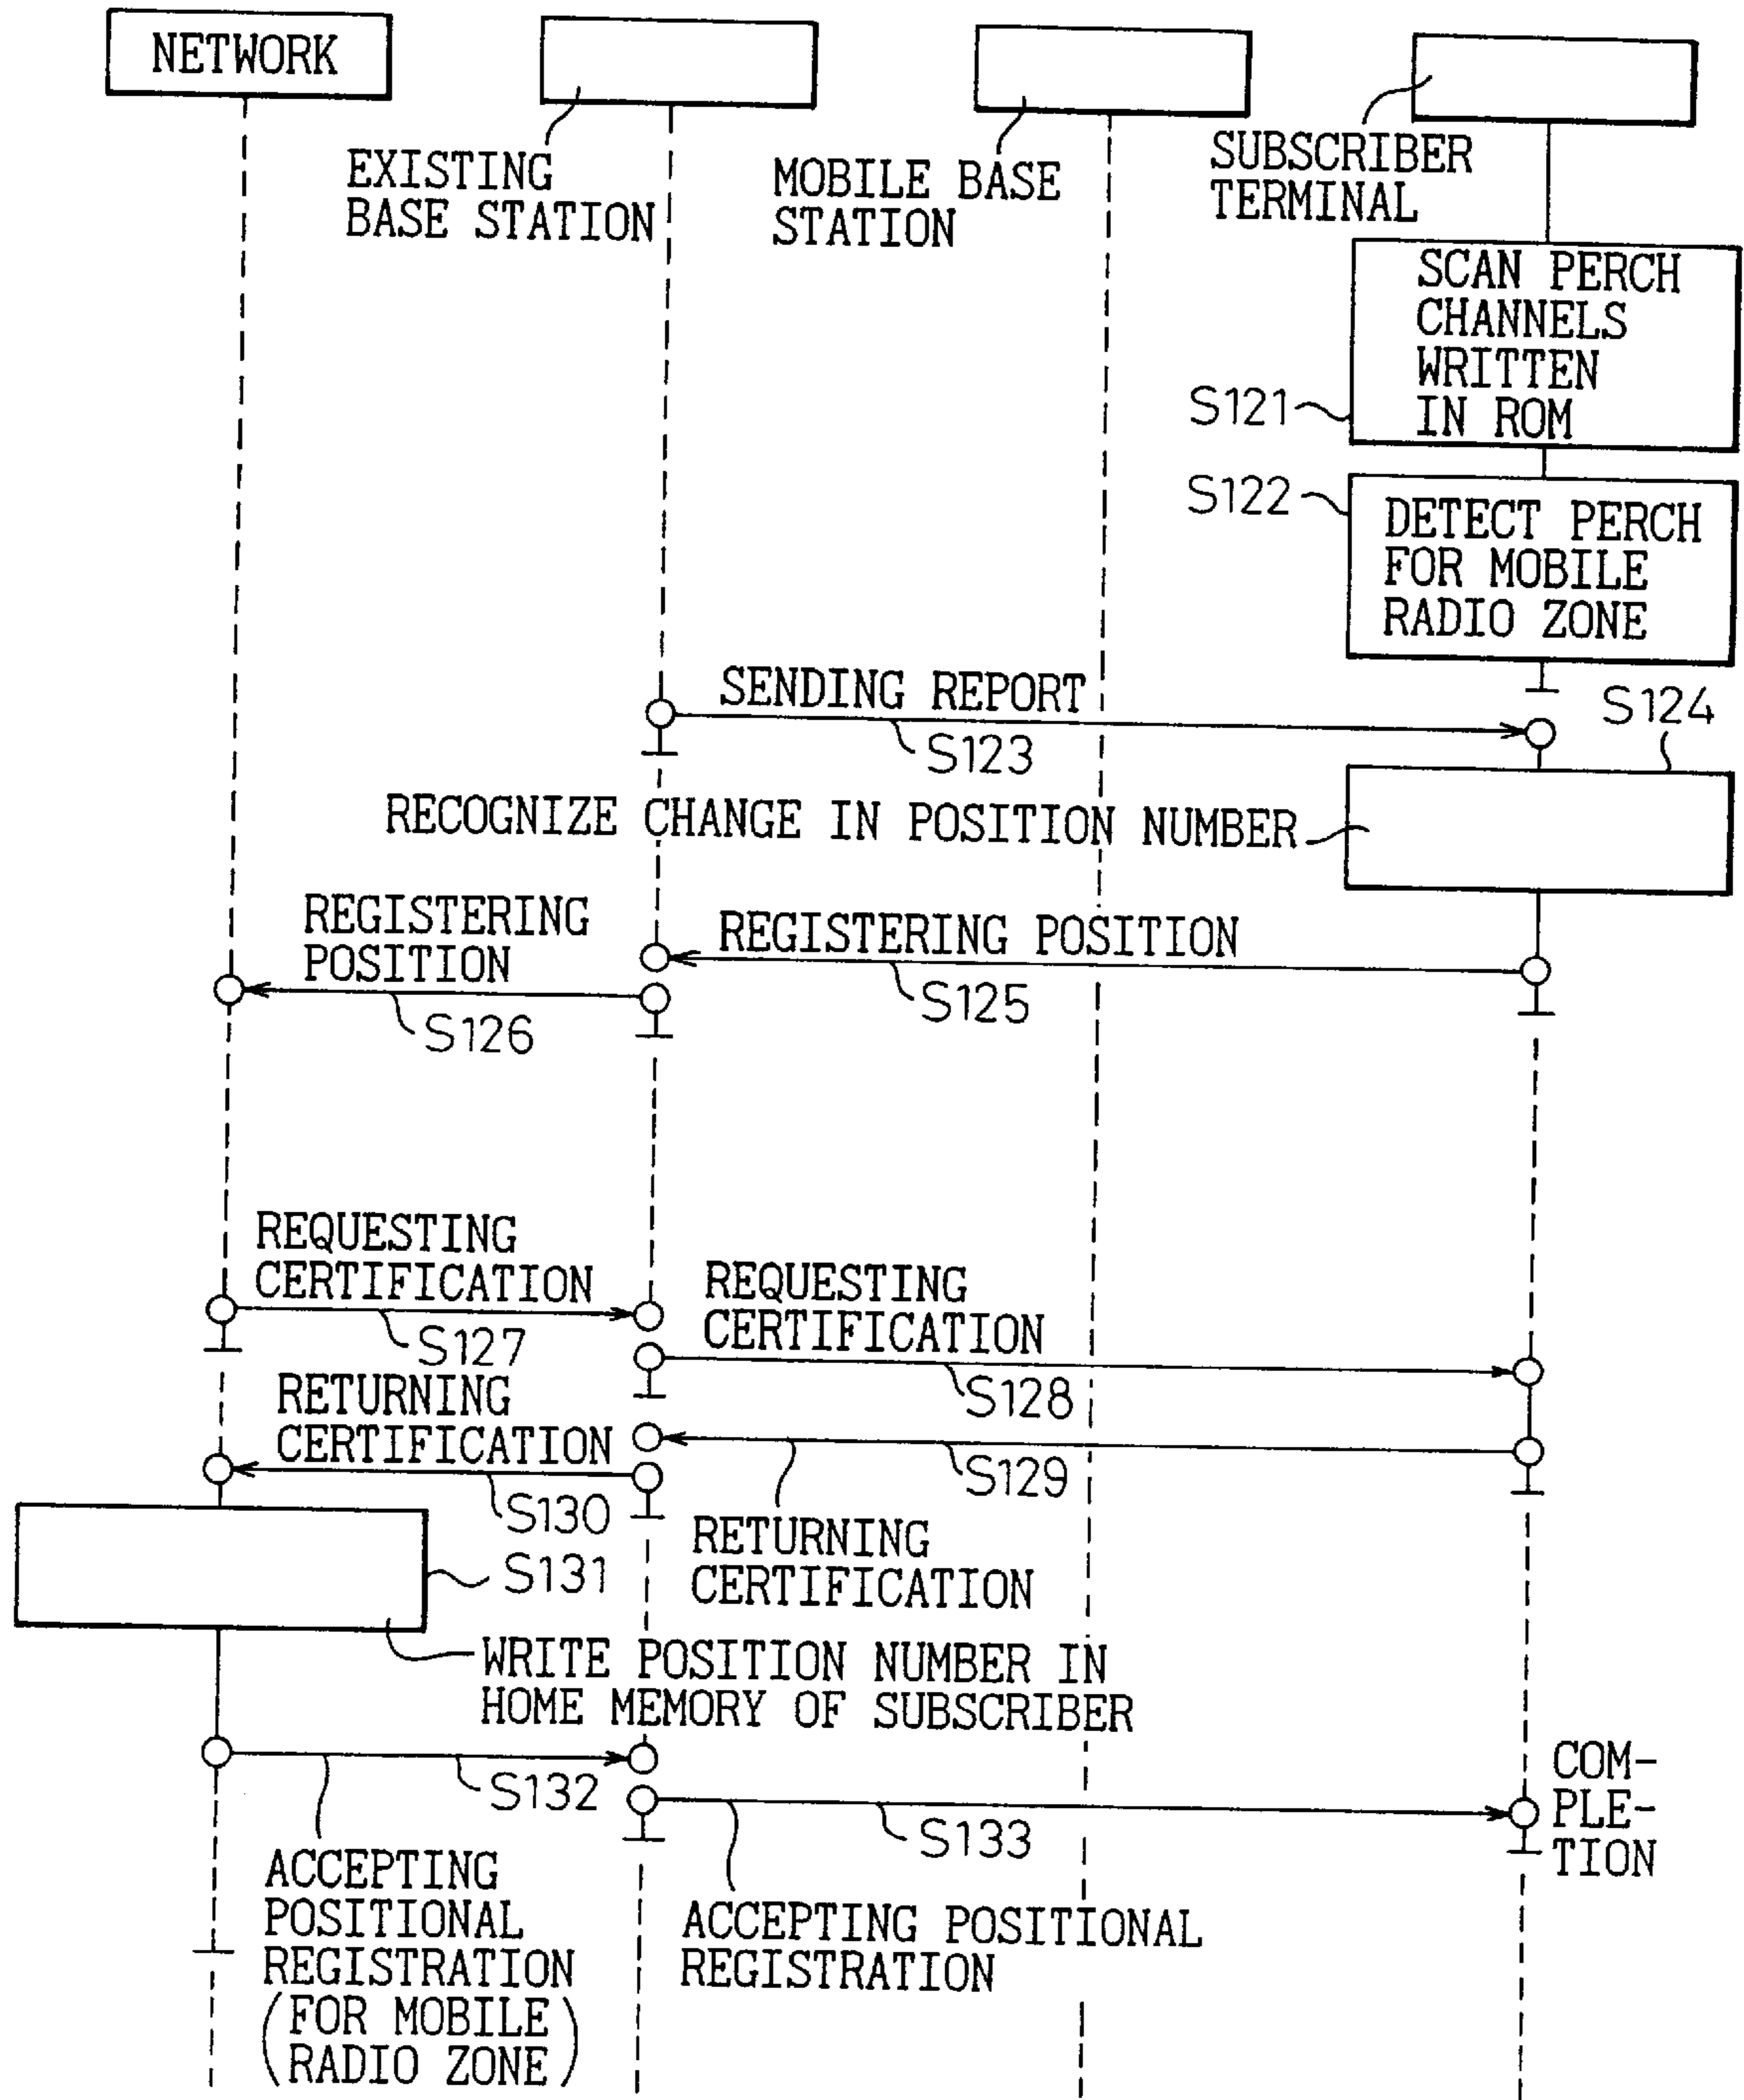 NETWORK
EXISTING
BASE STATION
MOBILE BASE
STATION
SUBSCRIBER
TERMINAL
SCAN PERCH
CHANNELS
WRITTEN
IN ROM
S121
S122
DETECT PERCH
FOR MOBILE
RADIO ZONE
SENDING REPORT
S123
S124
RECOGNIZE CHANGE IN POSITION NUMBER
REGISTERING
POSITION
REGISTERING POSITION
S125
S126
REQUESTING
CERTIFICATION
S127
REQUESTING
CERTIFICATION
S128
RETURNING
CERTIFICATION
S129
S130
RETURNING
CERTIFICATION
S131
WRITE POSITION NUMBER IN
HOME MEMORY OF SUBSCRIBER
S132
S133
COM-
PLE-
TION
ACCEPTING
POSITIONAL
REGISTRATION
(FOR MOBILE
RADIO ZONE)
ACCEPTING POSITIONAL
REGISTRATION